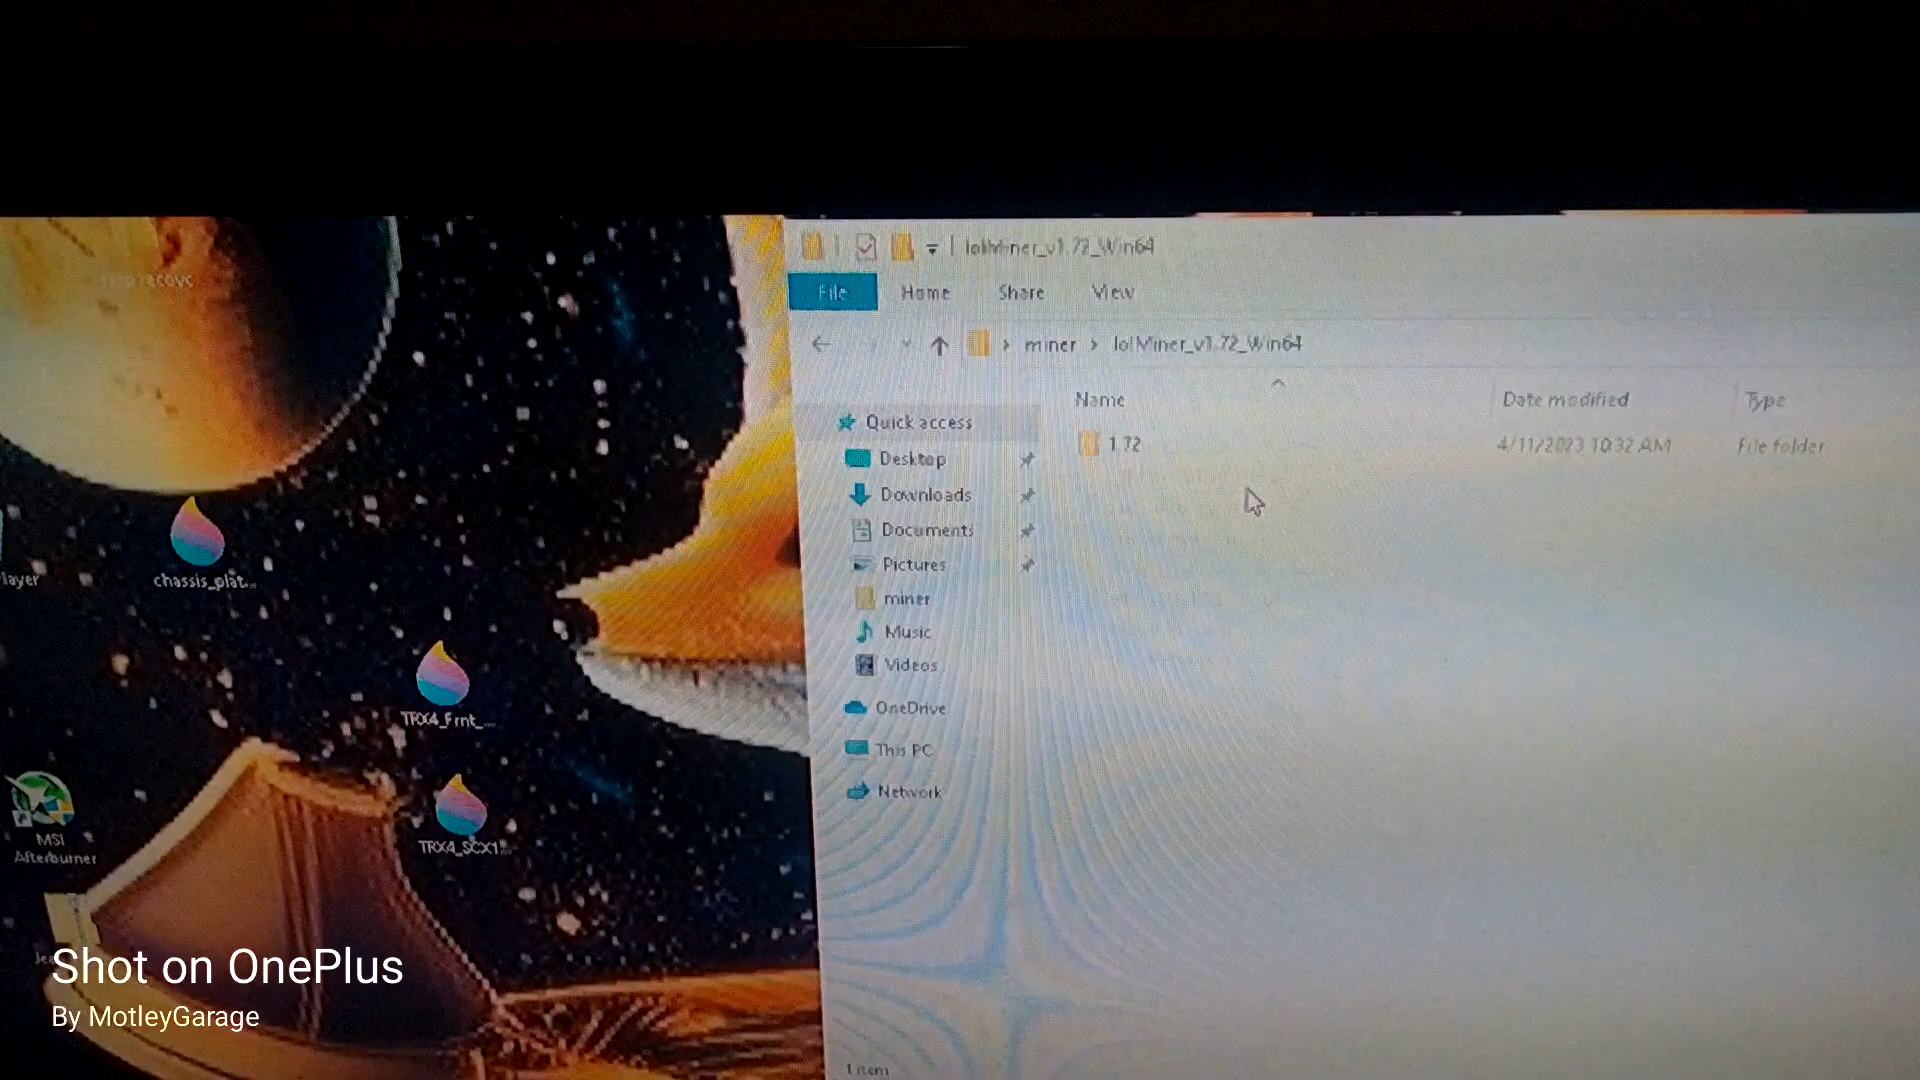 lolMiner_v1.72_Win64
File Home Share View
miner > lolMiner_v1.72_Win64
Name Date modified Type
1.72 4/11/2023 10:32 AM File folder
Quick access
Desktop
Downloads
Documents
Pictures
miner
Music
Videos
OneDrive
This PC
Network
1 item
layer
chassis_plat...
TRX4_Frnt_...
TRX4_SCX1...
MSI
Afterburner
Shot on OnePlus
By MotleyGarage